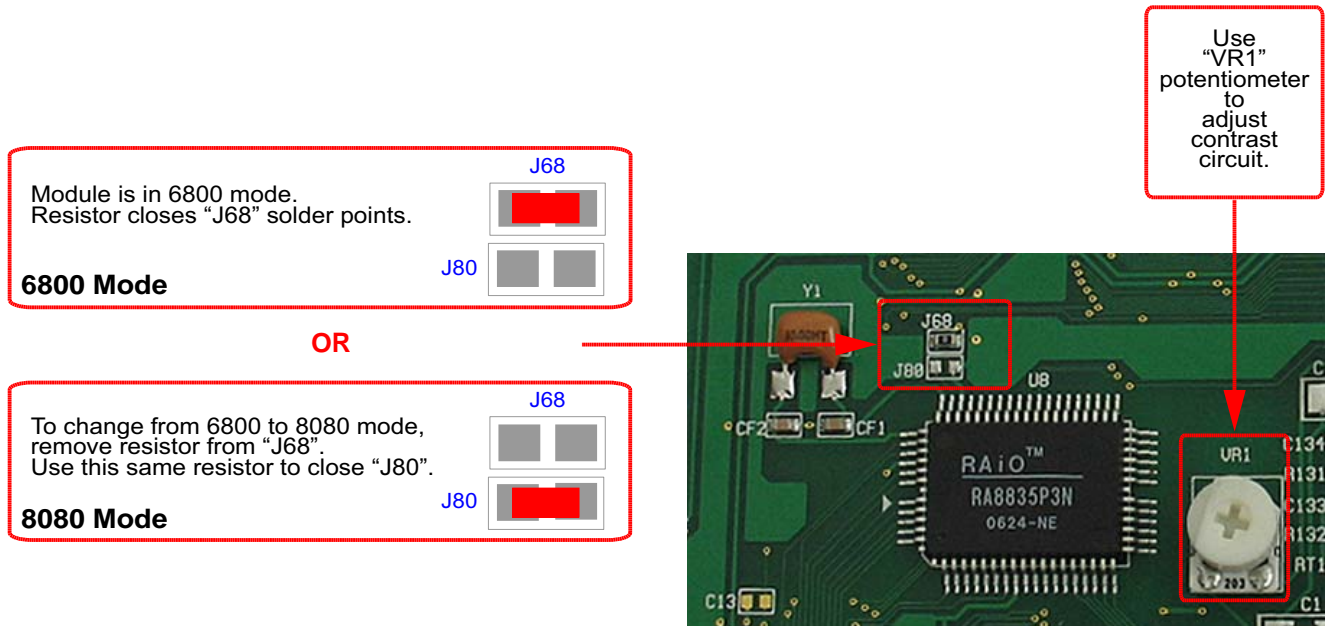 Use
“VR1”
potentiometer
to
adjust
contrast
circuit.
J68
Module is in 6800 mode.
Resistor closes “J68” solder points.
J80
6800 Mode
OR
J68
To change from 6800 to 8080 mode,
remove resistor from “J68”.
Use this same resistor to close “J80”.
J80
8080 Mode
Y1
J68
J80
U8
CF2
CF1
RAiO™
RA8835P3N
0624-NE
VR1
203
C134
R131
C133
R132
RT1
C13
C1